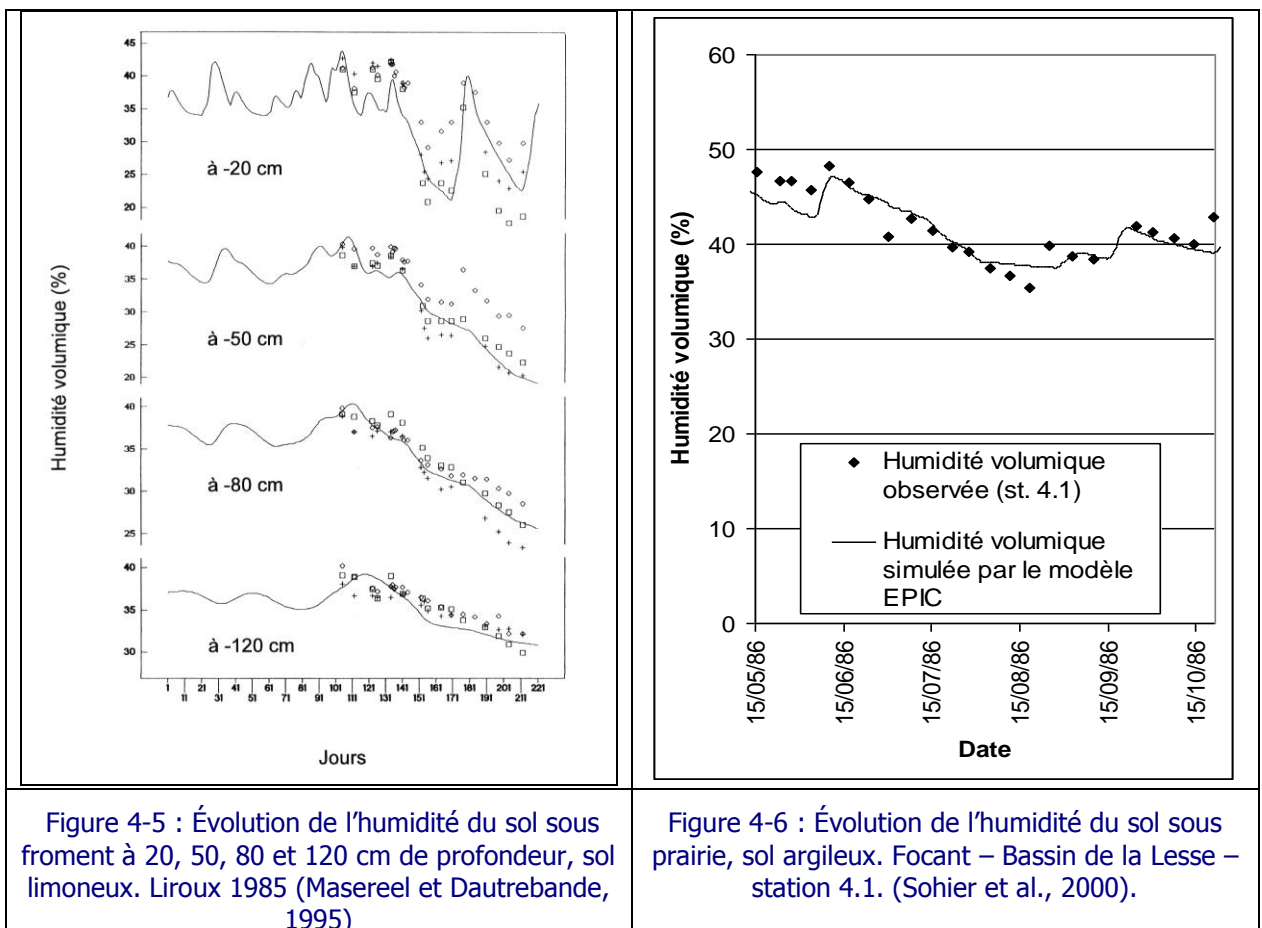 Humidité volumique (%)
45
40
35
30
25
20
à -20 cm
40
35
30
25
20
à -50 cm
40
35
30
25
à -80 cm
40
35
30
à -120 cm
1 21 41 61 81 101 121 141 161 181 201 221
11 31 51 71 91 111 131 151 171 191 211
Jours
Figure 4-5 : Évolution de l’humidité du sol sous
froment à 20, 50, 80 et 120 cm de profondeur, sol
limoneux. Liroux 1985 (Masereel et Dautrebande,
1995)
Humidité volumique (%)
60
50
40
30
20
10
0
Humidité volumique
observée (st. 4.1)
Humidité volumique
simulée par le modèle
EPIC
15/05/86
15/06/86
15/07/86
15/08/86
15/09/86
15/10/86
Date
Figure 4-6 : Évolution de l’humidité du sol sous
prairie, sol argileux. Focant – Bassin de la Lesse –
station 4.1. (Sohier et al., 2000).